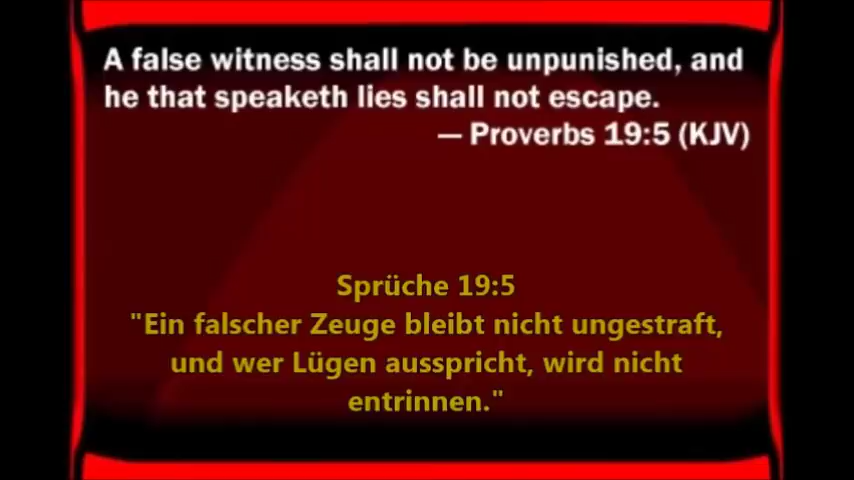 A false witness shall not be unpunished, and
he that speaketh lies shall not escape.
— Proverbs 19:5 (KJV)
Sprüche 19:5
"Ein falscher Zeuge bleibt nicht ungestraft,
und wer Lügen ausspricht, wird nicht
entrinnen."